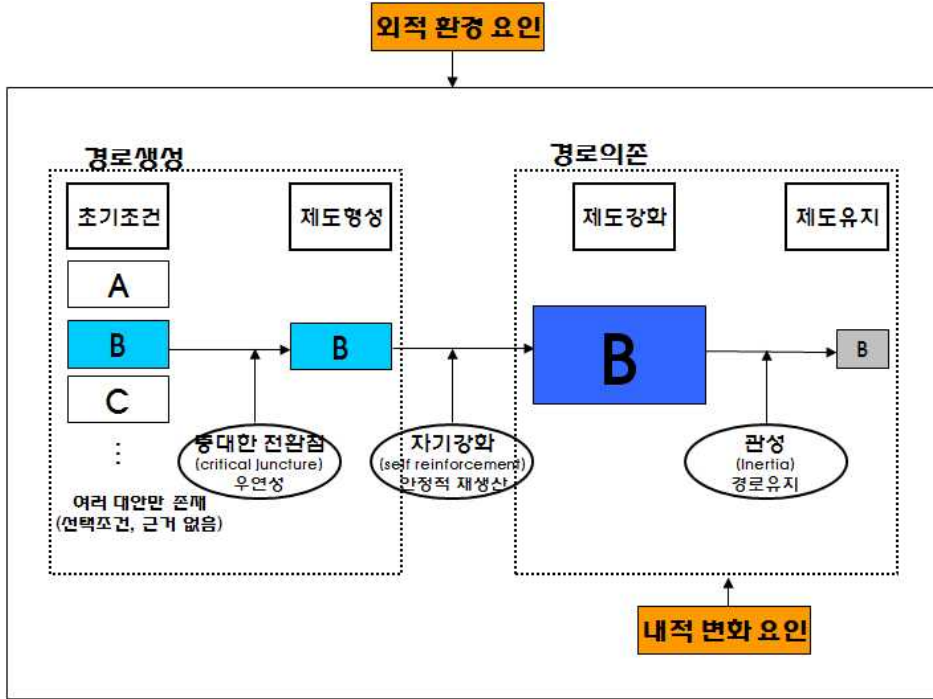 외적 환경 요인
경로생성
경로의존
초기조건
제도형성
제도강화
제도유지
A
B
B
B
B
C
⋮
중대한 전환점
(critical Juncture)
우연성
자기강화
(self reinforcement)
안정적 재생산
관성
(Inertia)
경로유지
여러 대안만 존재
(선택조건, 근거 없음)
내적 변화 요인